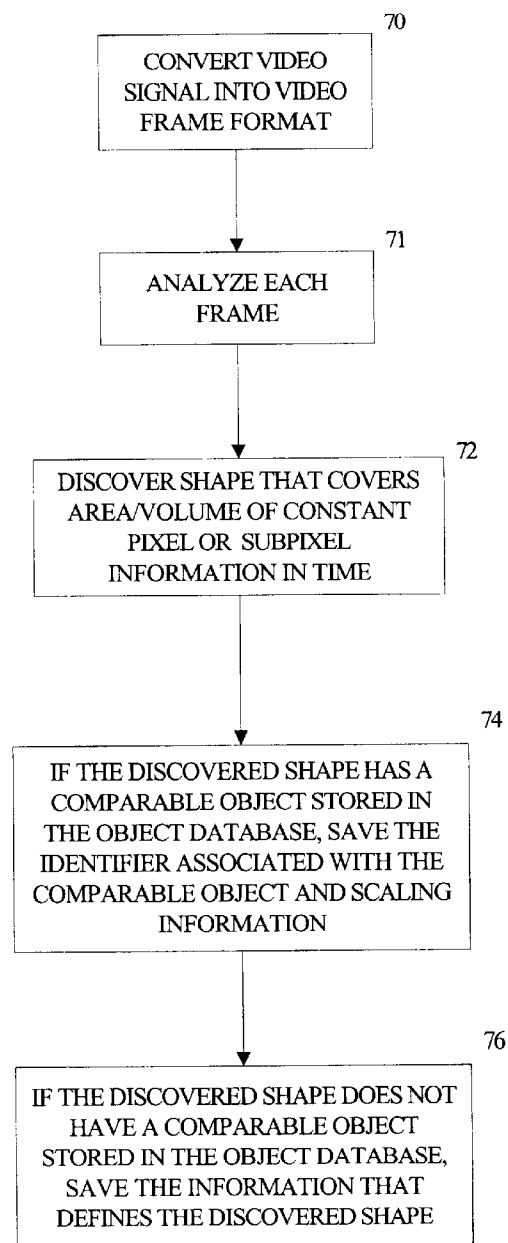 70
CONVERT VIDEO
SIGNAL INTO VIDEO
FRAME FORMAT
71
ANALYZE EACH
FRAME
72
DISCOVER SHAPE THAT COVERS
AREA/VOLUME OF CONSTANT
PIXEL OR SUBPIXEL
INFORMATION IN TIME
74
IF THE DISCOVERED SHAPE HAS A
COMPARABLE OBJECT STORED IN
THE OBJECT DATABASE, SAVE THE
IDENTIFIER ASSOCIATED WITH THE
COMPARABLE OBJECT AND SCALING
INFORMATION
76
IF THE DISCOVERED SHAPE DOES NOT
HAVE A COMPARABLE OBJECT
STORED IN THE OBJECT DATABASE,
SAVE THE INFORMATION THAT
DEFINES THE DISCOVERED SHAPE